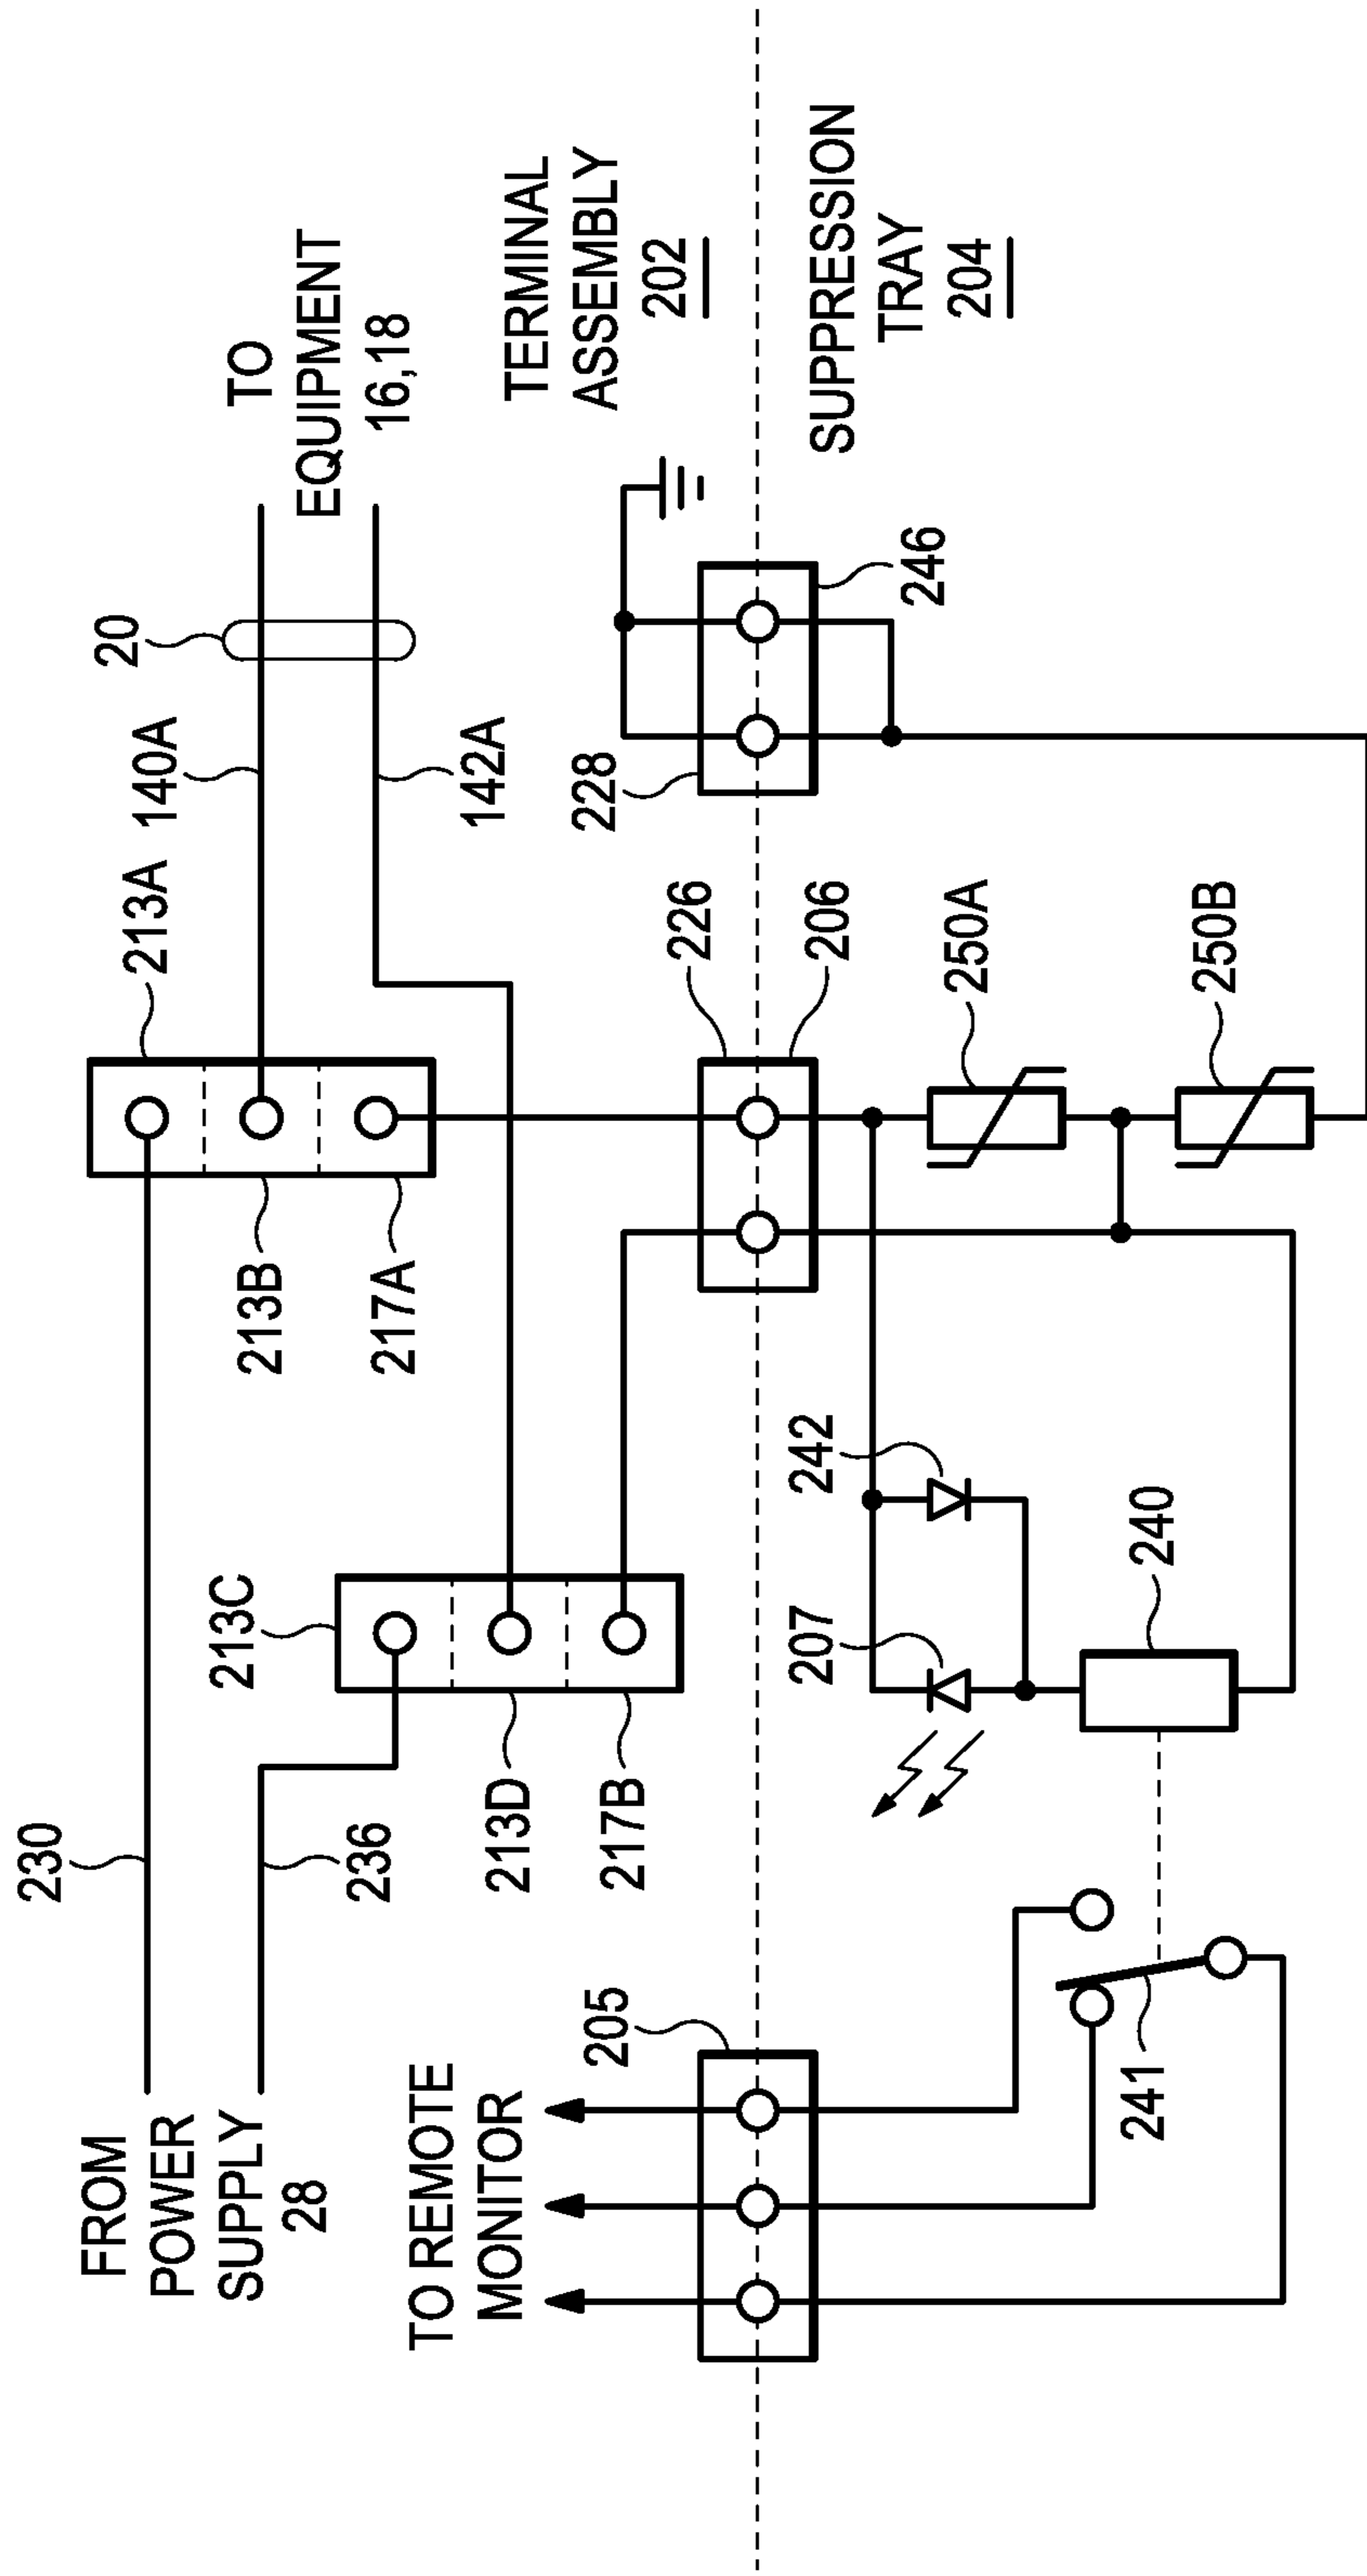 FROM
POWER
SUPPLY
28
230
236
213C
213D
217B
213A
213B
217A
140A
142A
20
TO
EQUIPMENT
16,18
TO REMOTE
MONITOR
205
226
206
228
246
TERMINAL
ASSEMBLY
202
SUPPRESSION
TRAY
204
207
242
240
241
250A
250B